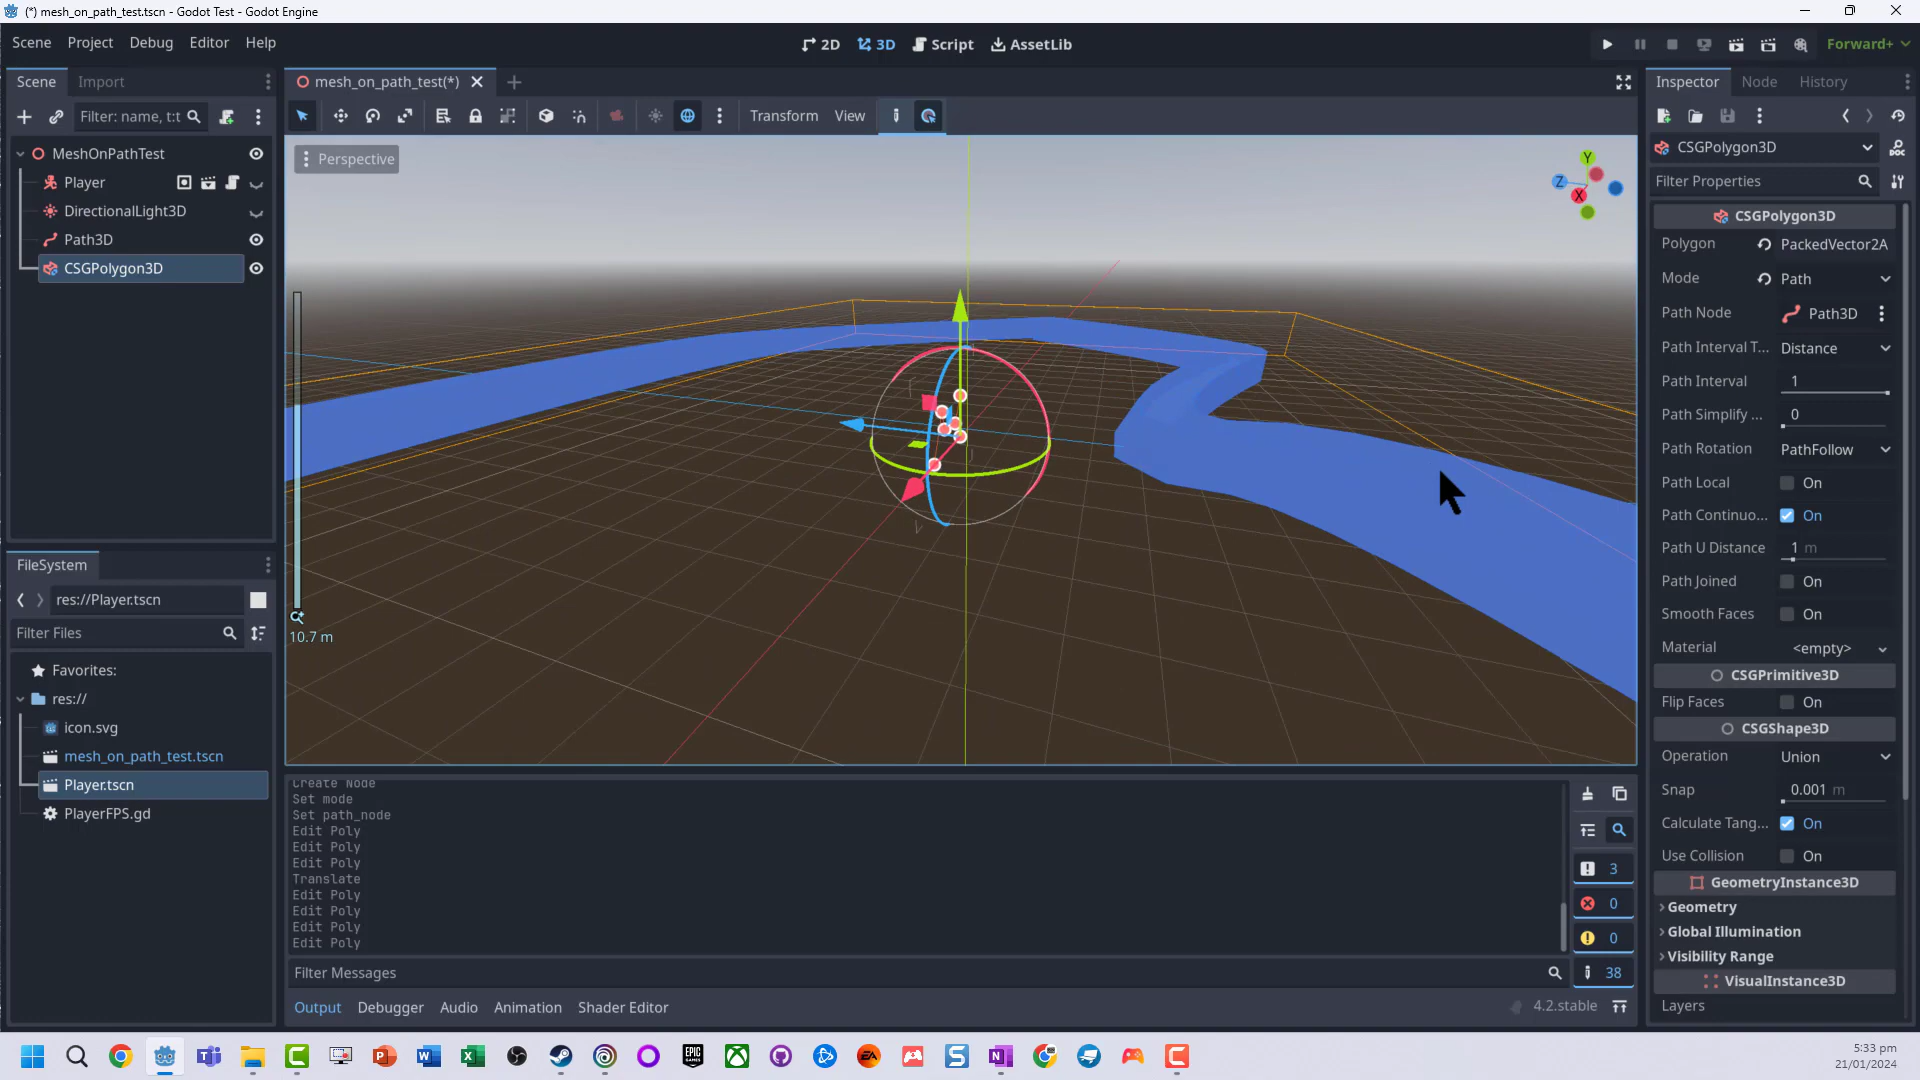 (*) mesh_on_path_test.tscn - Godot Test - Godot Engine
Scene Project Debug Editor Help
2D 3D Script AssetLib
Forward+
Scene Import
Filter: name, t:t
MeshOnPathTest
Player
DirectionalLight3D
Path3D
CSGPolygon3D
mesh_on_path_test(*)
Transform View
Perspective
Y
Z
X
10.7 m
FileSystem
res://Player.tscn
Filter Files
Favorites:
res://
icon.svg
mesh_on_path_test.tscn
Player.tscn
PlayerFPS.gd
Create Node
Set mode
Set path_node
Edit Poly
Edit Poly
Edit Poly
Translate
Edit Poly
Edit Poly
Edit Poly
Edit Poly
3
0
0
38
Filter Messages
Output Debugger Audio Animation Shader Editor
4.2.stable
Inspector Node History
CSGPolygon3D
Filter Properties
CSGPolygon3D
Polygon PackedVector2A
Mode Path
Path Node Path3D
Path Interval T... Distance
Path Interval 1
Path Simplify ... 0
Path Rotation PathFollow
Path Local On
Path Continuo... On
Path U Distance 1 m
Path Joined On
Smooth Faces On
Material <empty>
CSGPrimitive3D
Flip Faces On
CSGShape3D
Operation Union
Snap 0.001 m
Calculate Tang... On
Use Collision On
GeometryInstance3D
Geometry
Global Illumination
Visibility Range
VisualInstance3D
Layers
5:33 pm
21/01/2024